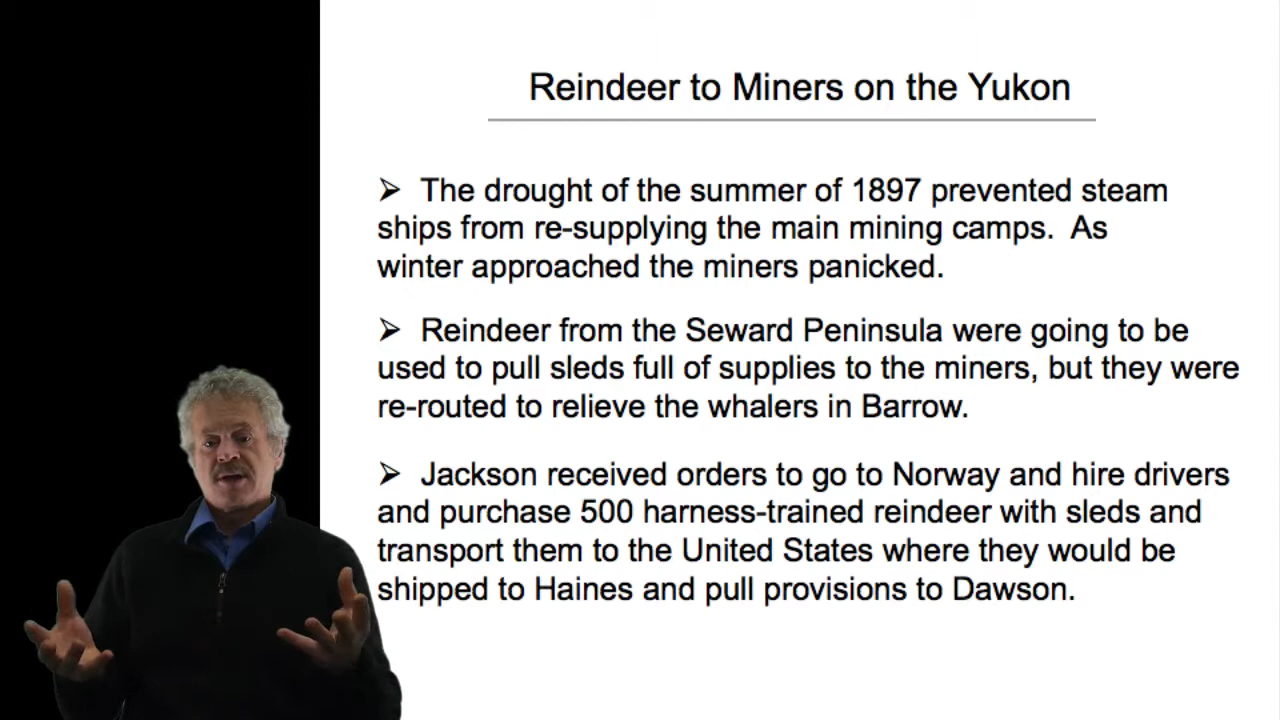 Reindeer to Miners on the Yukon
➢ The drought of the summer of 1897 prevented steam
ships from re-supplying the main mining camps.  As
winter approached the miners panicked.
➢ Reindeer from the Seward Peninsula were going to be
used to pull sleds full of supplies to the miners, but they were
re-routed to relieve the whalers in Barrow.
➢ Jackson received orders to go to Norway and hire drivers
and purchase 500 harness-trained reindeer with sleds and
transport them to the United States where they would be
shipped to Haines and pull provisions to Dawson.